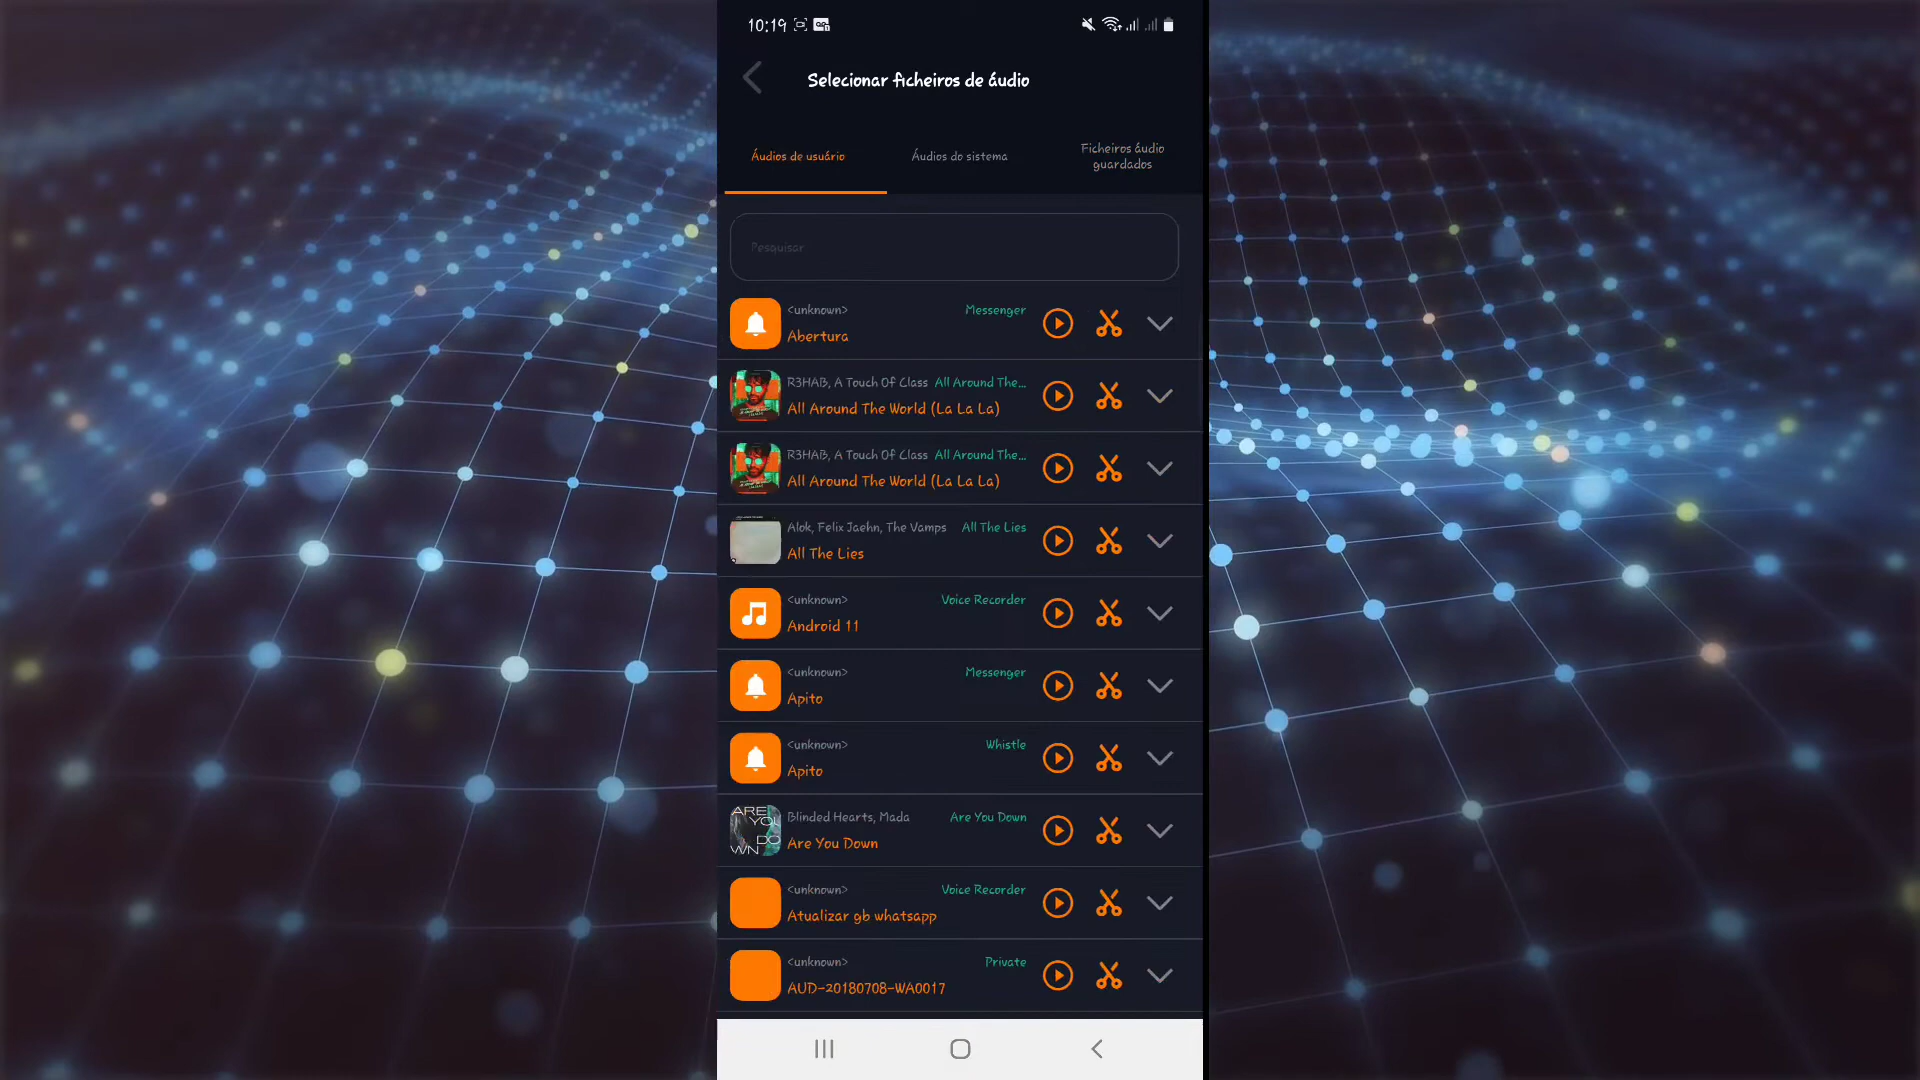 10:19
Selecionar ficheiros de áudio
Áudios de usuário
Áudios do sistema
Ficheiros áudio
guardados
Pesquisar
<unknown> Messenger
Abertura
R3HAB, A Touch Of Class All Around The...
All Around The World (La La La)
R3HAB, A Touch Of Class All Around The...
All Around The World (La La La)
Alok, Felix Jaehn, The Vamps All The Lies
All The Lies
<unknown> Voice Recorder
Android 11
<unknown> Messenger
Apito
<unknown> Whistle
Apito
ARE
YOU
DO
WN
Blinded Hearts, Mada Are You Down
Are You Down
<unknown> Voice Recorder
Atualizar gb whatsapp
<unknown> Private
AUD-20180708-WA0017